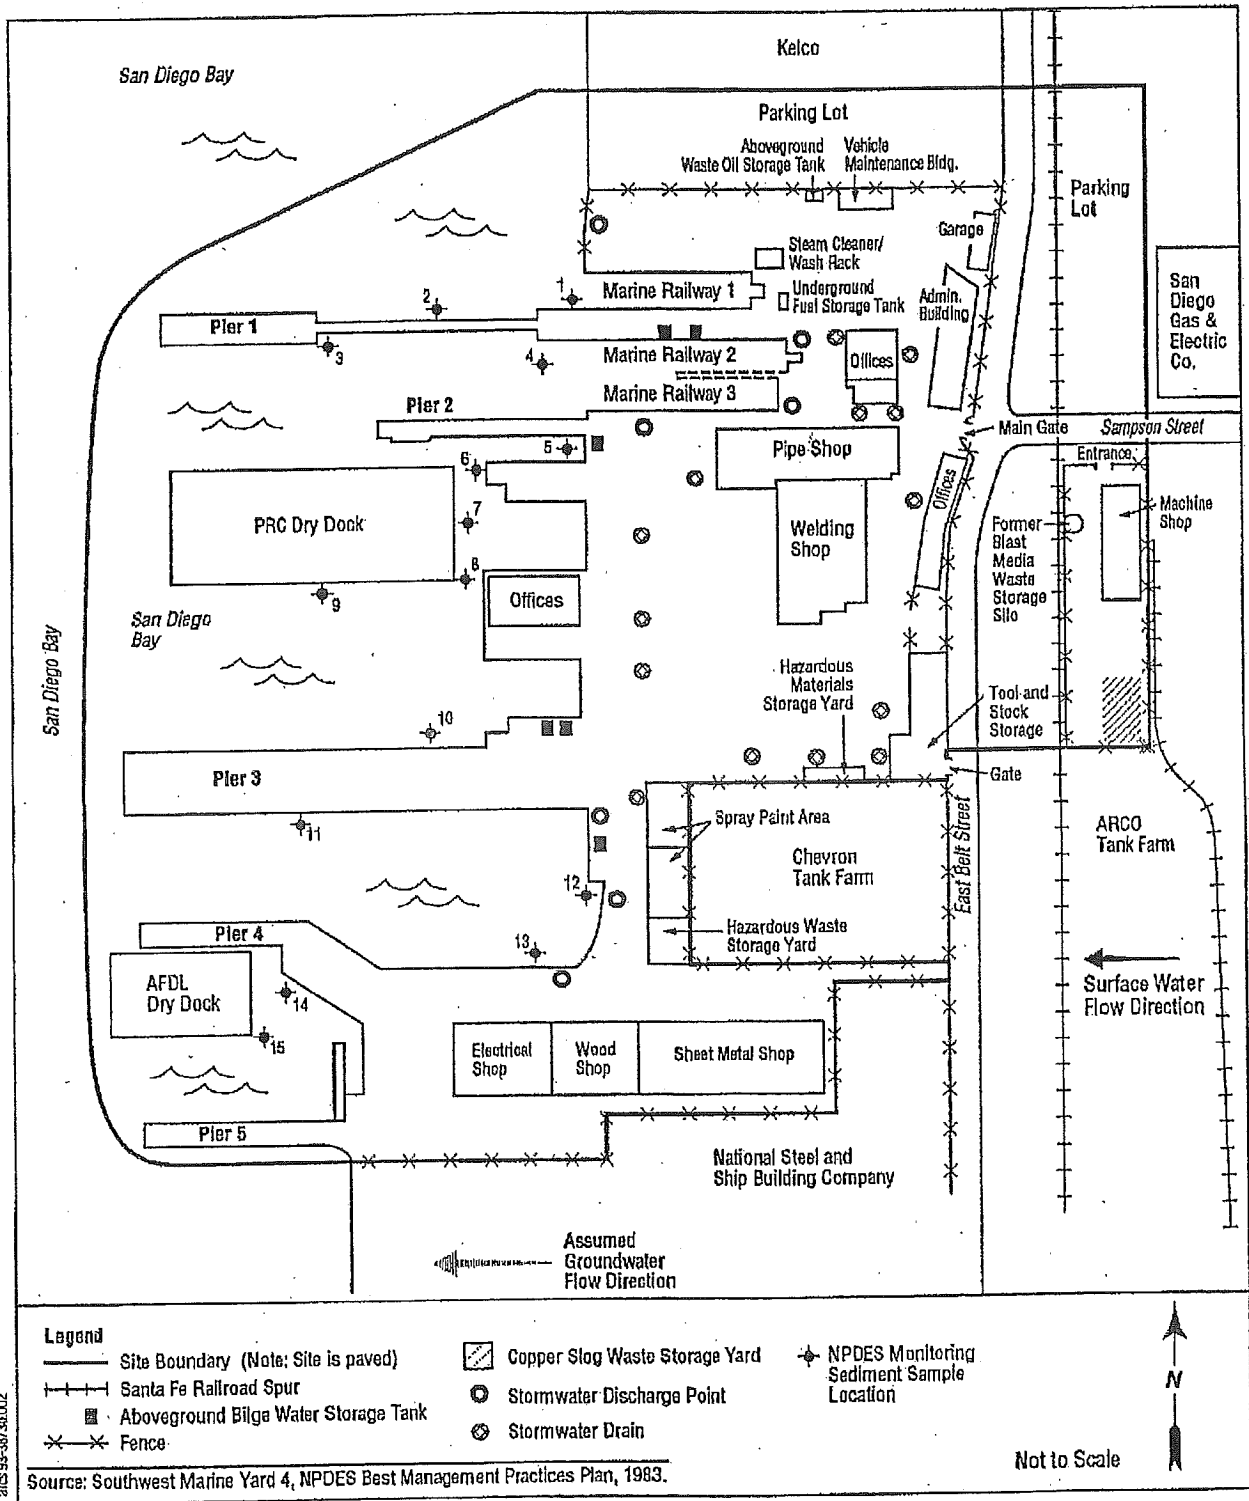 Kelco
San Diego Bay
Parking Lot
Aboveground
Waste Oil Storage Tank
Vehicle
Maintenance Bldg.
Parking
Lot
Garage
Steam Cleaner/
Wash Rack
San
Diego
Gas &
Electric
Co.
Marine Railway 1
Underground
Fuel Storage Tank
Admin.
Building
1
2
Pier 1
3
4
Marine Railway 2
Offices
Marine Railway 3
Pier 2
Main Gate
Sampson Street
5
Pipe Shop
Entrance
6
Offices
7
PRC Dry Dock
Welding
Shop
Former
Blast
Media
Waste
Storage
Silo
Machine
Shop
8
9
Offices
San Diego
Bay
San Diego Bay
Hazardous
Materials
Storage Yard
Tool and
Stock
Storage
10
Pier 3
Gate
11
Spray Paint Area
Chevron
Tank Farm
East Belt Street
ARCO
Tank Farm
12
Pier 4
13
Hazardous Waste
Storage Yard
AFDL
Dry Dock
14
Surface Water
Flow Direction
15
Electrical
Shop
Wood
Shop
Sheet Metal Shop
Pier 5
National Steel and
Ship Building Company
Assumed
Groundwater
Flow Direction
Legend
Site Boundary (Note: Site is paved)
Santa Fe Railroad Spur
Aboveground Bilge Water Storage Tank
Fence
Copper Slog Waste Storage Yard
Stormwater Discharge Point
Stormwater Drain
NPDES Monitoring
Sediment Sample
Location
N
Not to Scale
Source: Southwest Marine Yard 4, NPDES Best Management Practices Plan, 1983.